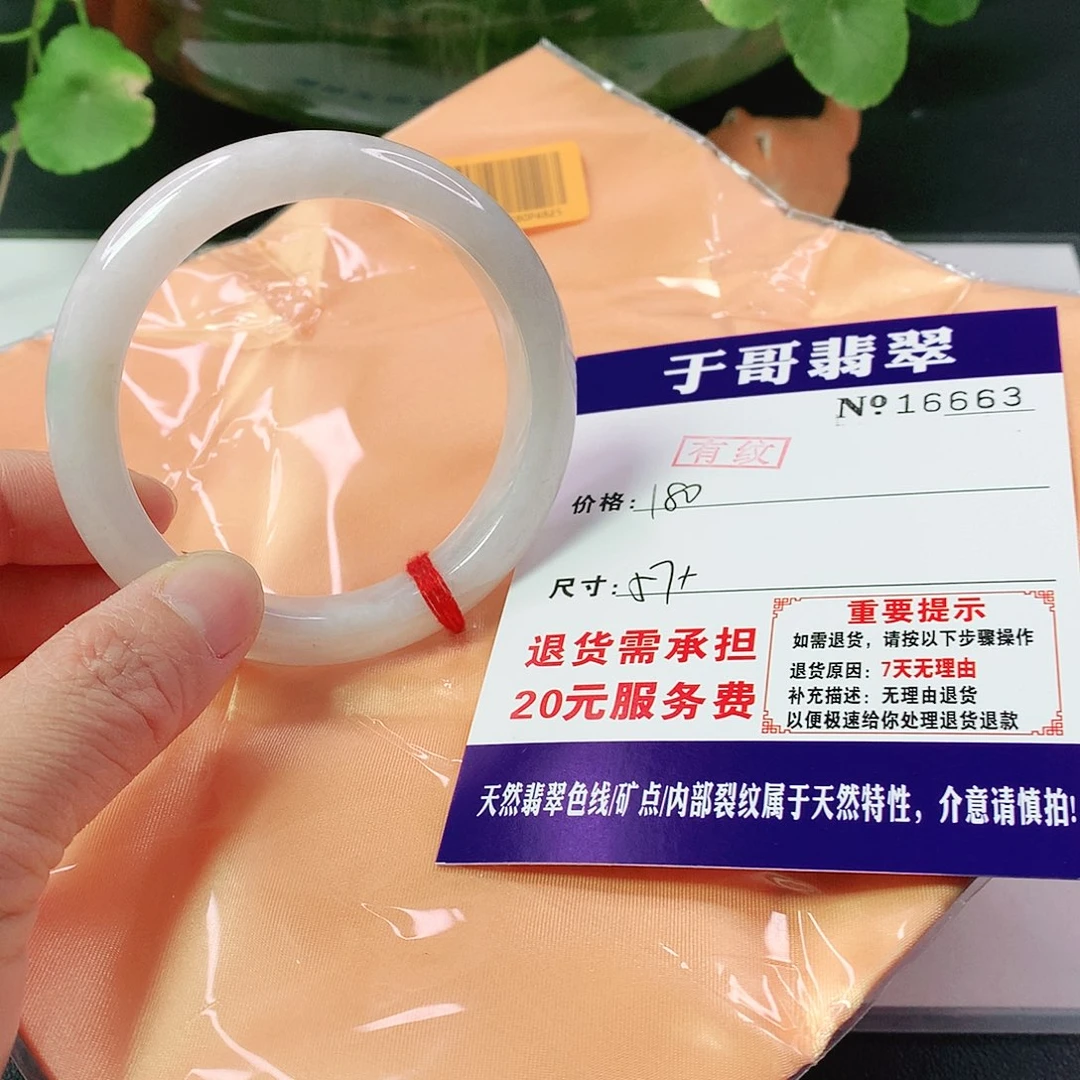 于哥翡翠
Nº 16663
有纹
价格: 180
尺寸: 57+
退货需承担
20元服务费
重要提示
如需退货，请按以下步骤操作
退货原因：7天无理由
补充描述：无理由退货
以便极速给你处理退货退款
天然翡翠色线/矿点/内部裂纹属于天然特性，介意请慎拍!